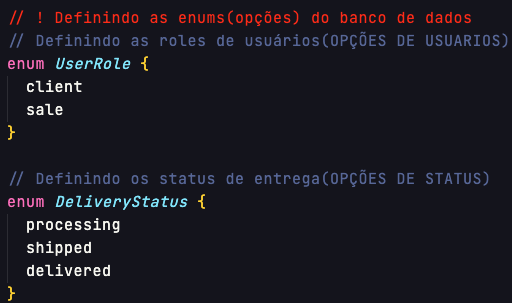 // ! Definindo as enums(opções) do banco de dados
// Definindo as roles de usuários(OPÇÕES DE USUARIOS)
enum UserRole {
  client
  sale
}

// Definindo os status de entrega(OPÇÕES DE STATUS)
enum DeliveryStatus {
  processing
  shipped
  delivered
}